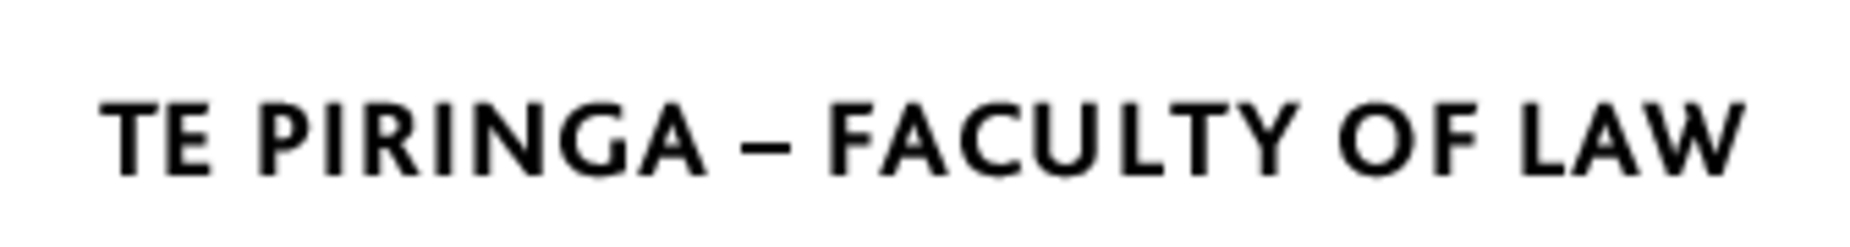 TE PIRINGA – FACULTY OF LAW